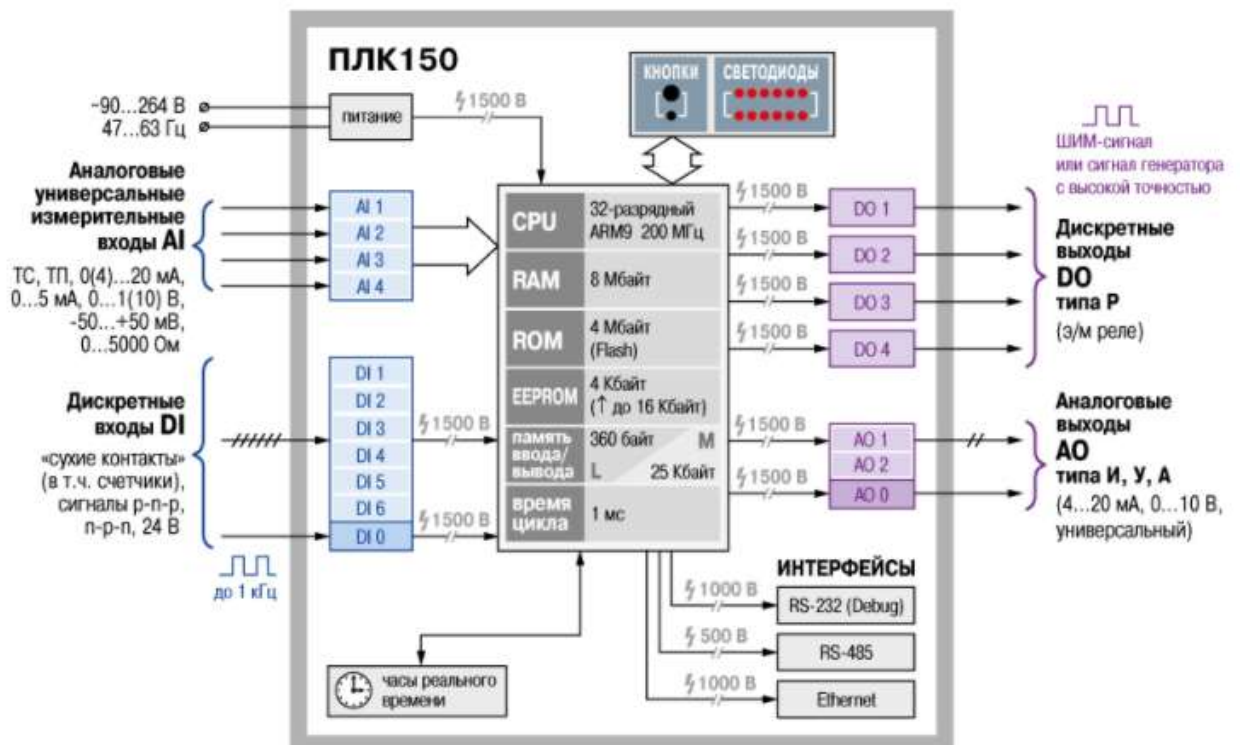 ПЛК150
КНОПКИ
СВЕТОДИОДЫ
~90...264 В
47...63 Гц
питание
1500 В
Аналоговые
универсальные
измерительные
входы AI
ТС, ТП, 0(4)...20 мА,
0...5 мА, 0...1(10) В,
-50...+50 мВ,
0...5000 Ом
AI 1
AI 2
AI 3
AI 4
Дискретные
входы DI
«сухие контакты»
(в т.ч. счетчики),
сигналы p-n-p,
n-p-n, 24 В
до 1 кГц
DI 1
DI 2
DI 3
DI 4
DI 5
DI 6
DI 0
1500 В
1500 В
CPU
32-разрядный
ARM9 200 МГц
RAM
8 Мбайт
ROM
4 Мбайт
(Flash)
EEPROM
4 Кбайт
(↑ до 16 Кбайт)
память
ввода/
вывода
360 байт
M
L
25 Кбайт
время
цикла
1 мс
1500 В
DO 1
1500 В
DO 2
1500 В
DO 3
1500 В
DO 4
1500 В
AO 1
AO 2
1500 В
AO 0
ШИМ-сигнал
или сигнал генератора
с высокой точностью
Дискретные
выходы
DO
типа Р
(э/м реле)
Аналоговые
выходы
AO
типа И, У, А
(4...20 мА, 0...10 В,
универсальный)
ИНТЕРФЕЙСЫ
1000 В
RS-232 (Debug)
500 В
RS-485
1000 В
Ethernet
часы реального
времени